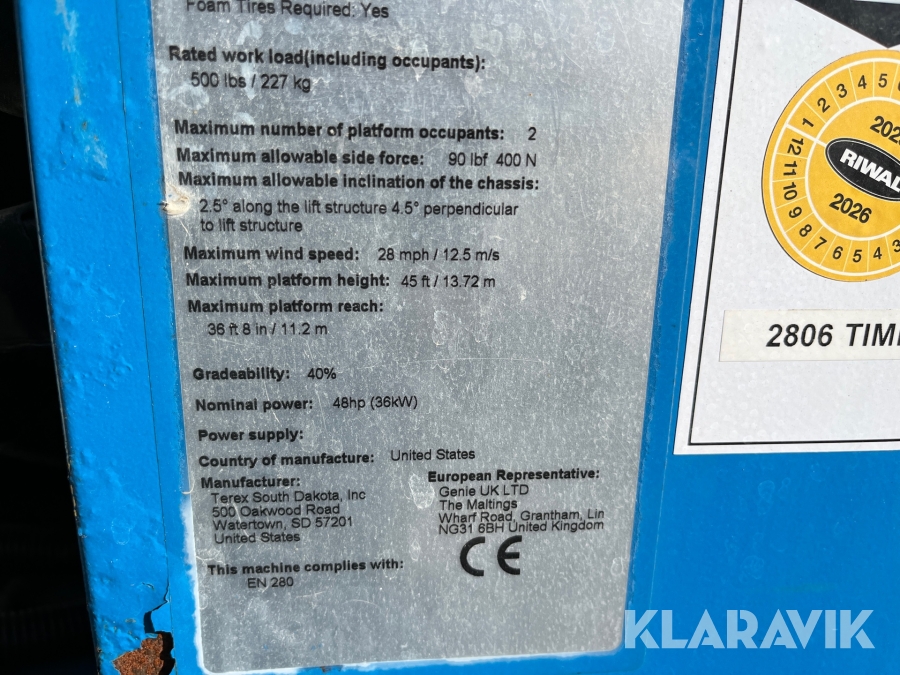 Foam Tires Required: Yes
Rated work load(including occupants):
500 lbs / 227 kg
Maximum number of platform occupants: 2
Maximum allowable side force: 90 lbf 400 N
Maximum allowable inclination of the chassis:
2.5° along the lift structure 4.5° perpendicular
to lift structure
Maximum wind speed: 28 mph / 12.5 m/s
Maximum platform height: 45 ft / 13.72 m
Maximum platform reach:
36 ft 8 in / 11.2 m
Gradeability: 40%
Nominal power: 48hp (36kW)
Power supply:
Country of manufacture: United States
Manufacturer:
Terex South Dakota, Inc
500 Oakwood Road
Watertown, SD 57201
United States
European Representative:
Genie UK LTD
The Maltings
Wharf Road, Grantham, Lin
NG31 6BH United Kingdom
CE
This machine complies with:
EN 280
1 2 3 4 5
12 11 10 9 8 7 6 5 4 3
RIWAL
2026
2806 TIM
KLARAVIK